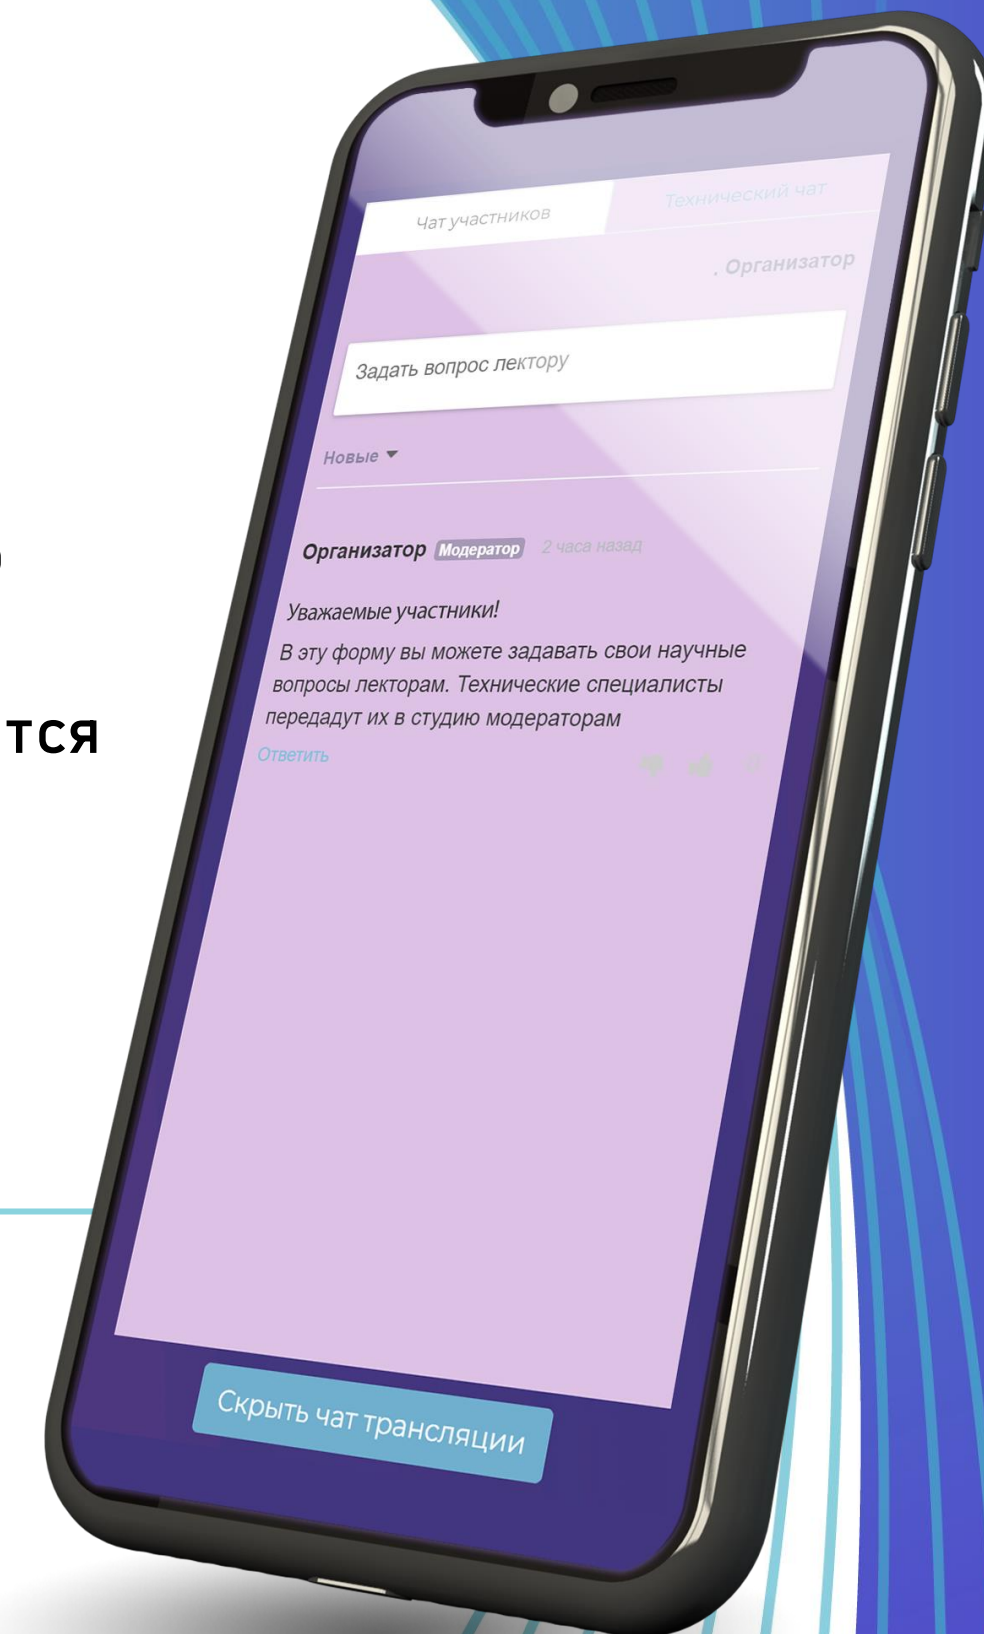 Чат участников
Технический чат
. Организатор
Задать вопрос лектору
Новые
Организатор Модератор 2 часа назад
Уважаемые участники!
В эту форму вы можете задавать свои научные
вопросы лекторам. Технические специалисты
передадут их в студию модераторам
тся
Ответить
Скрыть чат трансляции